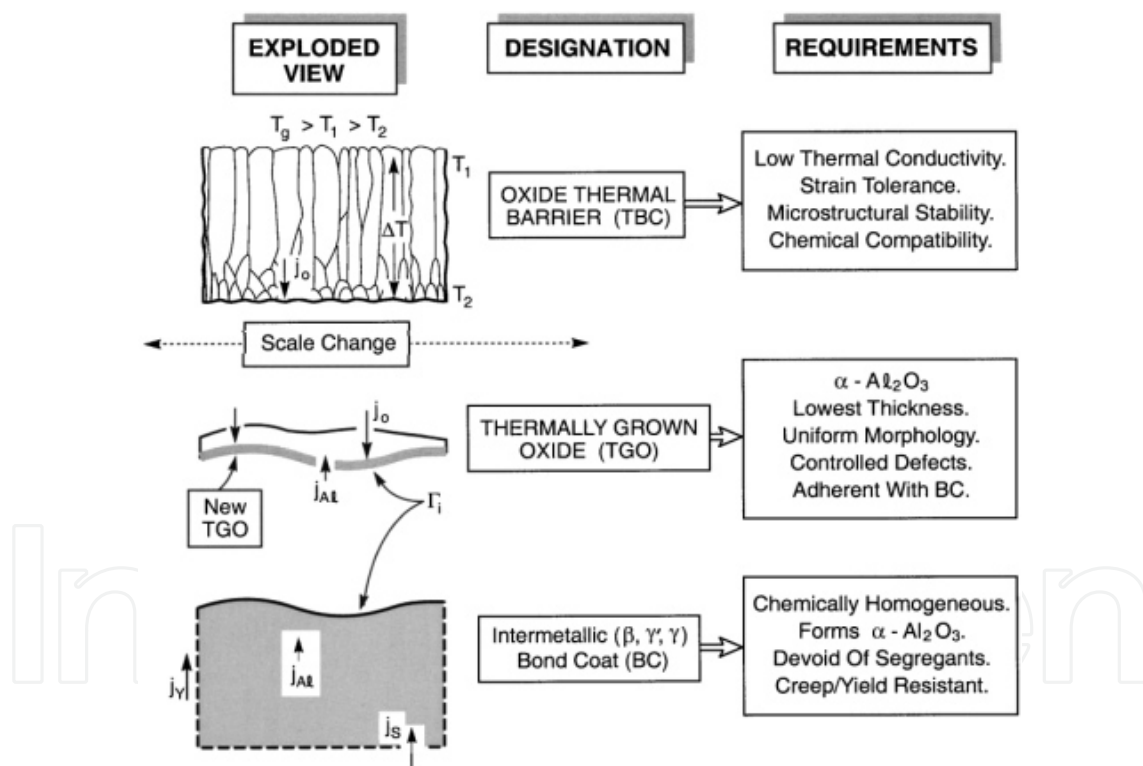 EXPLODED
VIEW
DESIGNATION
REQUIREMENTS
T_g > T_1 > T_2
T_1
ΔT
j_o
T_2
OXIDE THERMAL
BARRIER (TBC)
Low Thermal Conductivity.
Strain Tolerance.
Microstructural Stability.
Chemical Compatibility.
Scale Change
j_o
j_Aℓ
New
TGO
Γ_i
THERMALLY GROWN
OXIDE (TGO)
α - Aℓ₂O₃
Lowest Thickness.
Uniform Morphology.
Controlled Defects.
Adherent With BC.
j_Y
j_Aℓ
j_S
Intermetallic (β, γ', γ)
Bond Coat (BC)
Chemically Homogeneous.
Forms α - Al₂O₃.
Devoid Of Segregants.
Creep/Yield Resistant.